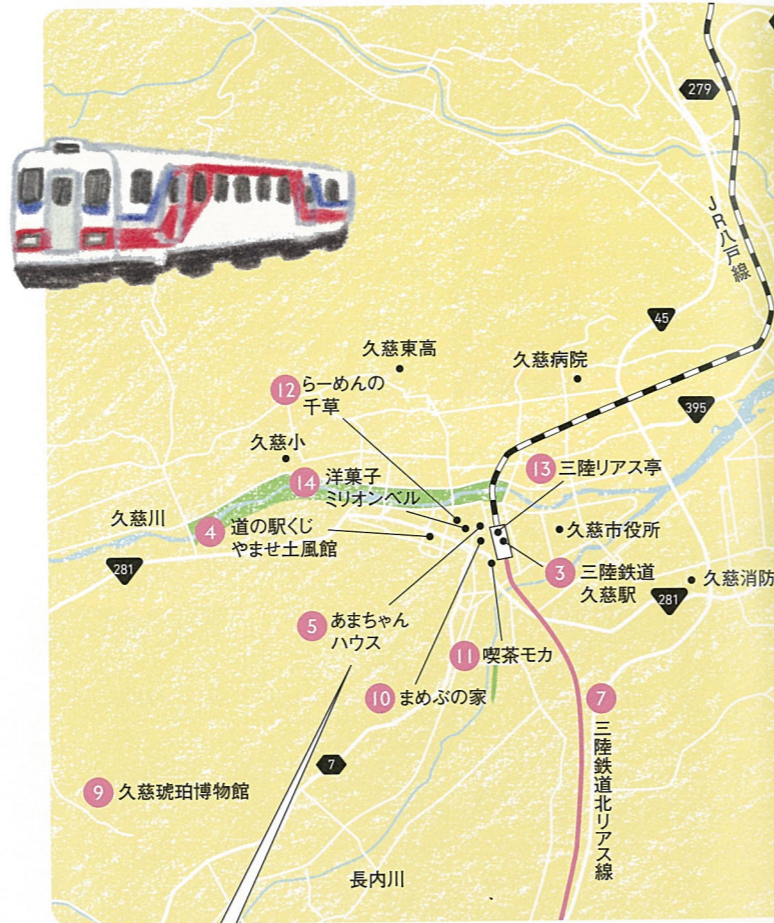 279
JR八戸線
45
久慈東高
久慈病院
12
らーめんの
千草
395
久慈小
13
三陸リアス亭
14
洋菓子
ミリオンベル
久慈川
4
道の駅くじ
やませ土風館
久慈市役所
281
3
三陸鉄道
久慈駅
久慈消防
281
5
あまちゃん
ハウス
11
喫茶モカ
10
まめぶの家
7
三陸鉄道北リアス線
7
9
久慈琥珀博物館
長内川